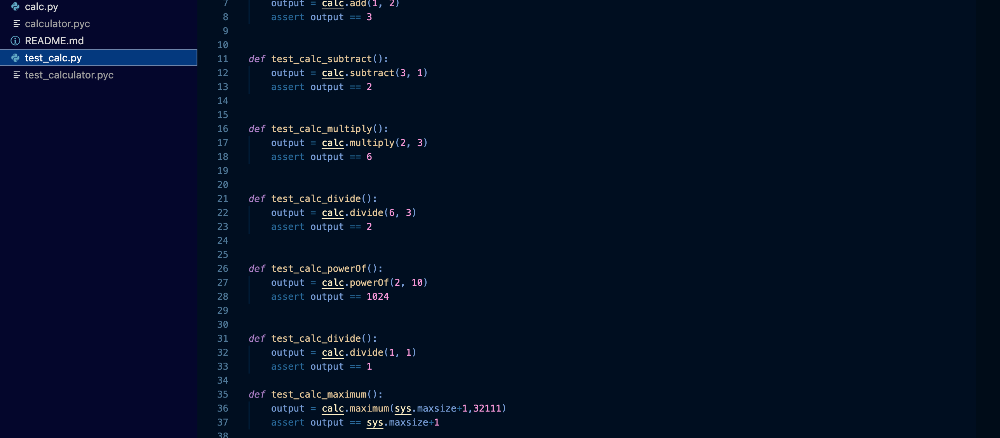 calc.py
calculator.pyc
README.md
test_calc.py
test_calculator.pyc
7 output = calc.add(1, 2)
8 assert output == 3
9
10
11 def test_calc_subtract():
12 output = calc.subtract(3, 1)
13 assert output == 2
14
15
16 def test_calc_multiply():
17 output = calc.multiply(2, 3)
18 assert output == 6
19
20
21 def test_calc_divide():
22 output = calc.divide(6, 3)
23 assert output == 2
24
25
26 def test_calc_powerOf():
27 output = calc.powerOf(2, 10)
28 assert output == 1024
29
30
31 def test_calc_divide():
32 output = calc.divide(1, 1)
33 assert output == 1
34
35 def test_calc_maximum():
36 output = calc.maximum(sys.maxsize+1,32111)
37 assert output == sys.maxsize+1
38